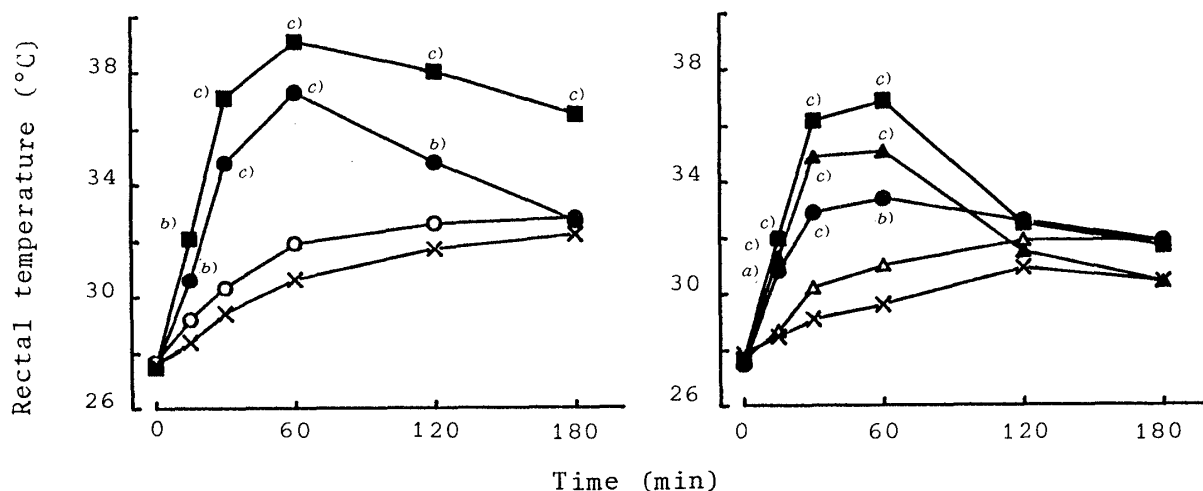 Rectal temperature (°C)
38
34
30
26
b)
c)
c)
c)
c)
b)
c)
c)
b)
0 60 120 180
38
34
30
26
c)
c)
c)
c)
c)
c)
c)
b)
a)
0 60 120 180
Time (min)